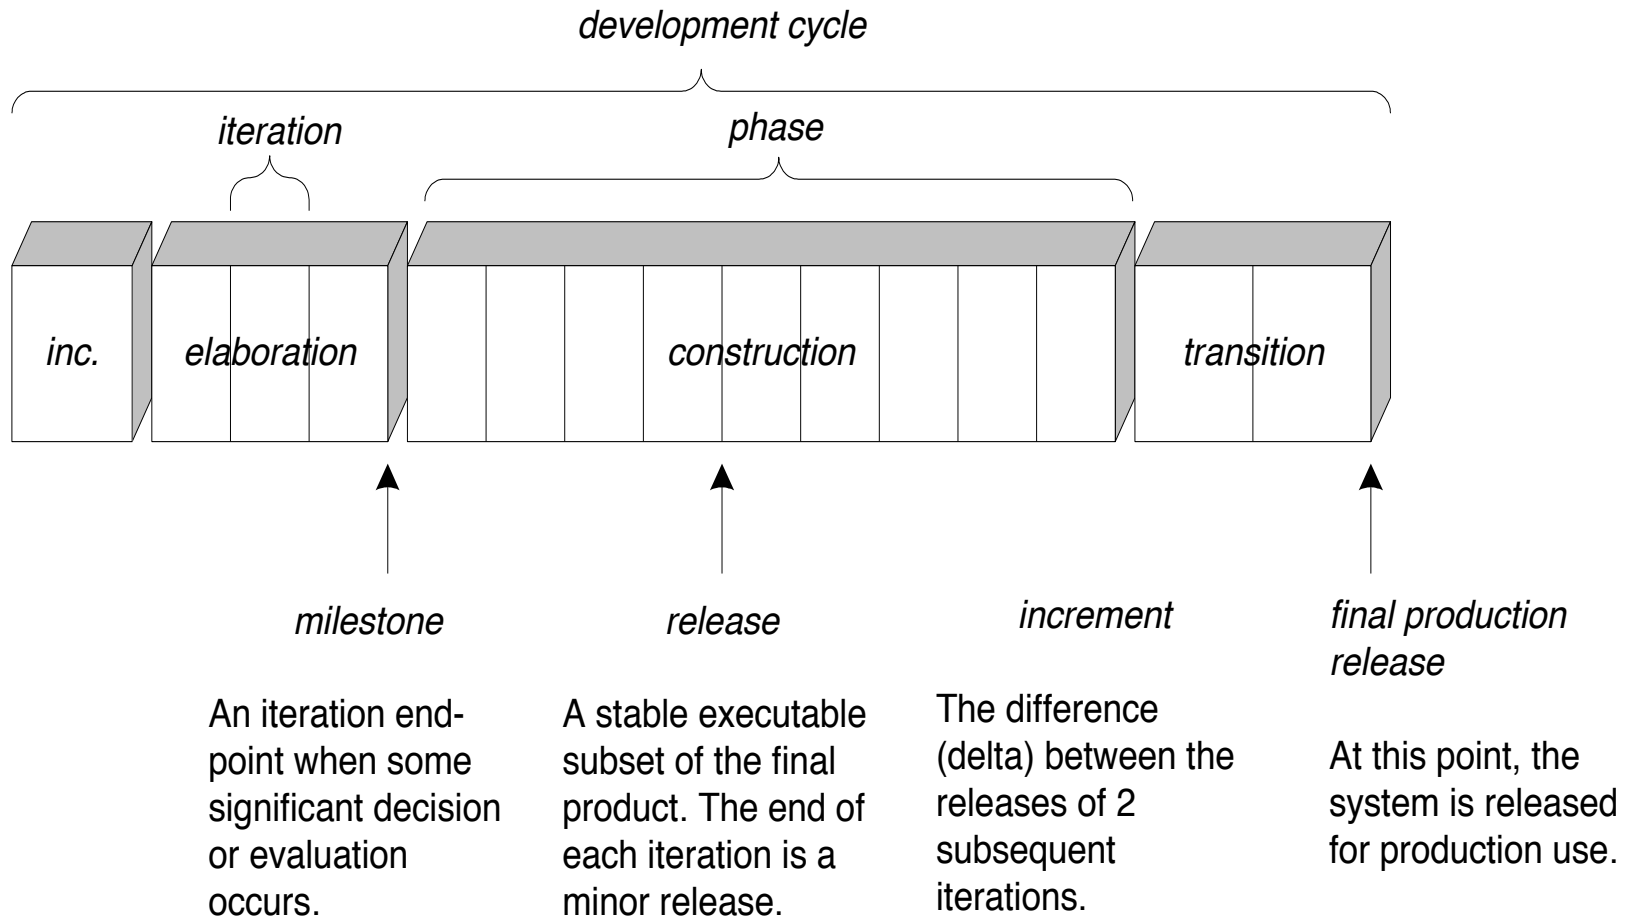 development cycle
iteration
phase
inc.
elaboration
construction
transition
milestone
An iteration end-
point when some
significant decision
or evaluation
occurs.
release
A stable executable
subset of the final
product. The end of
each iteration is a
minor release.
increment
The difference
(delta) between the
releases of 2
subsequent
iterations.
final production
release
At this point, the
system is released
for production use.